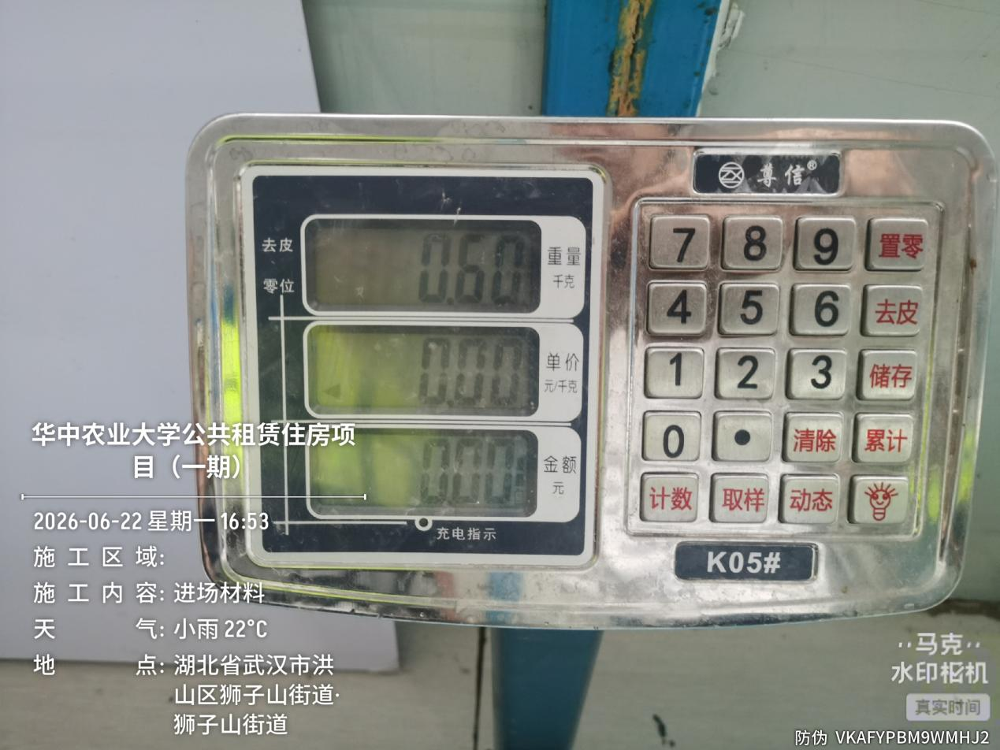 尊信®
去皮
0.60
重量
千克
零位
0.00
单价
元/千克
0.00
金额
元
充电指示
7 8 9 置零
4 5 6 去皮
1 2 3 储存
0 • 清除 累计
计数 取样 动态
K05#
华中农业大学公共租赁住房项
目（一期）
2026-06-22 星期一 16:53
施工区域:
施工内容: 进场材料
天气: 小雨 22°C
地点: 湖北省武汉市洪
山区狮子山街道·
狮子山街道
马克
水印相机
真实时间
防伪 VKAFYPBM9WMHJ2